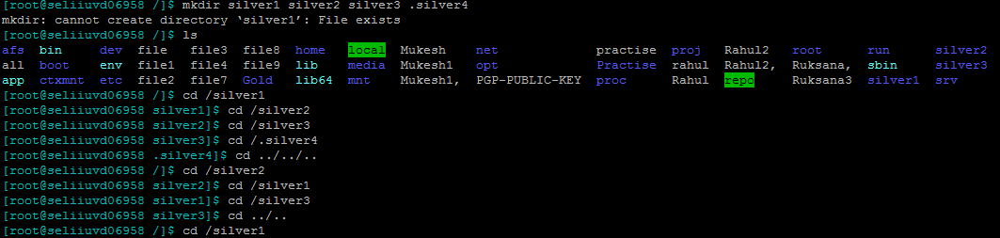 [root@seliiuvd06958 /]$ mkdir silver1 silver2 silver3 .silver4
mkdir: cannot create directory ‘silver1’: File exists
[root@seliiuvd06958 /]$ ls
afs bin dev file file3 file8 home local Mukesh net practise proj Rahul2 root run silver2
all boot env file1 file4 file9 lib media Mukesh1 opt Practise rahul Rahul2, Ruksana, sbin silver3
app ctxmnt etc file2 file7 Gold lib64 mnt Mukesh1, PGP-PUBLIC-KEY proc Rahul repo Ruksana3 silver1 srv
[root@seliiuvd06958 /]$ cd /silver1
[root@seliiuvd06958 silver1]$ cd /silver2
[root@seliiuvd06958 silver2]$ cd /silver3
[root@seliiuvd06958 silver3]$ cd /.silver4
[root@seliiuvd06958 .silver4]$ cd ../../..
[root@seliiuvd06958 /]$ cd /silver2
[root@seliiuvd06958 silver2]$ cd /silver1
[root@seliiuvd06958 silver1]$ cd /silver3
[root@seliiuvd06958 silver3]$ cd ../..
[root@seliiuvd06958 /]$ cd /silver1